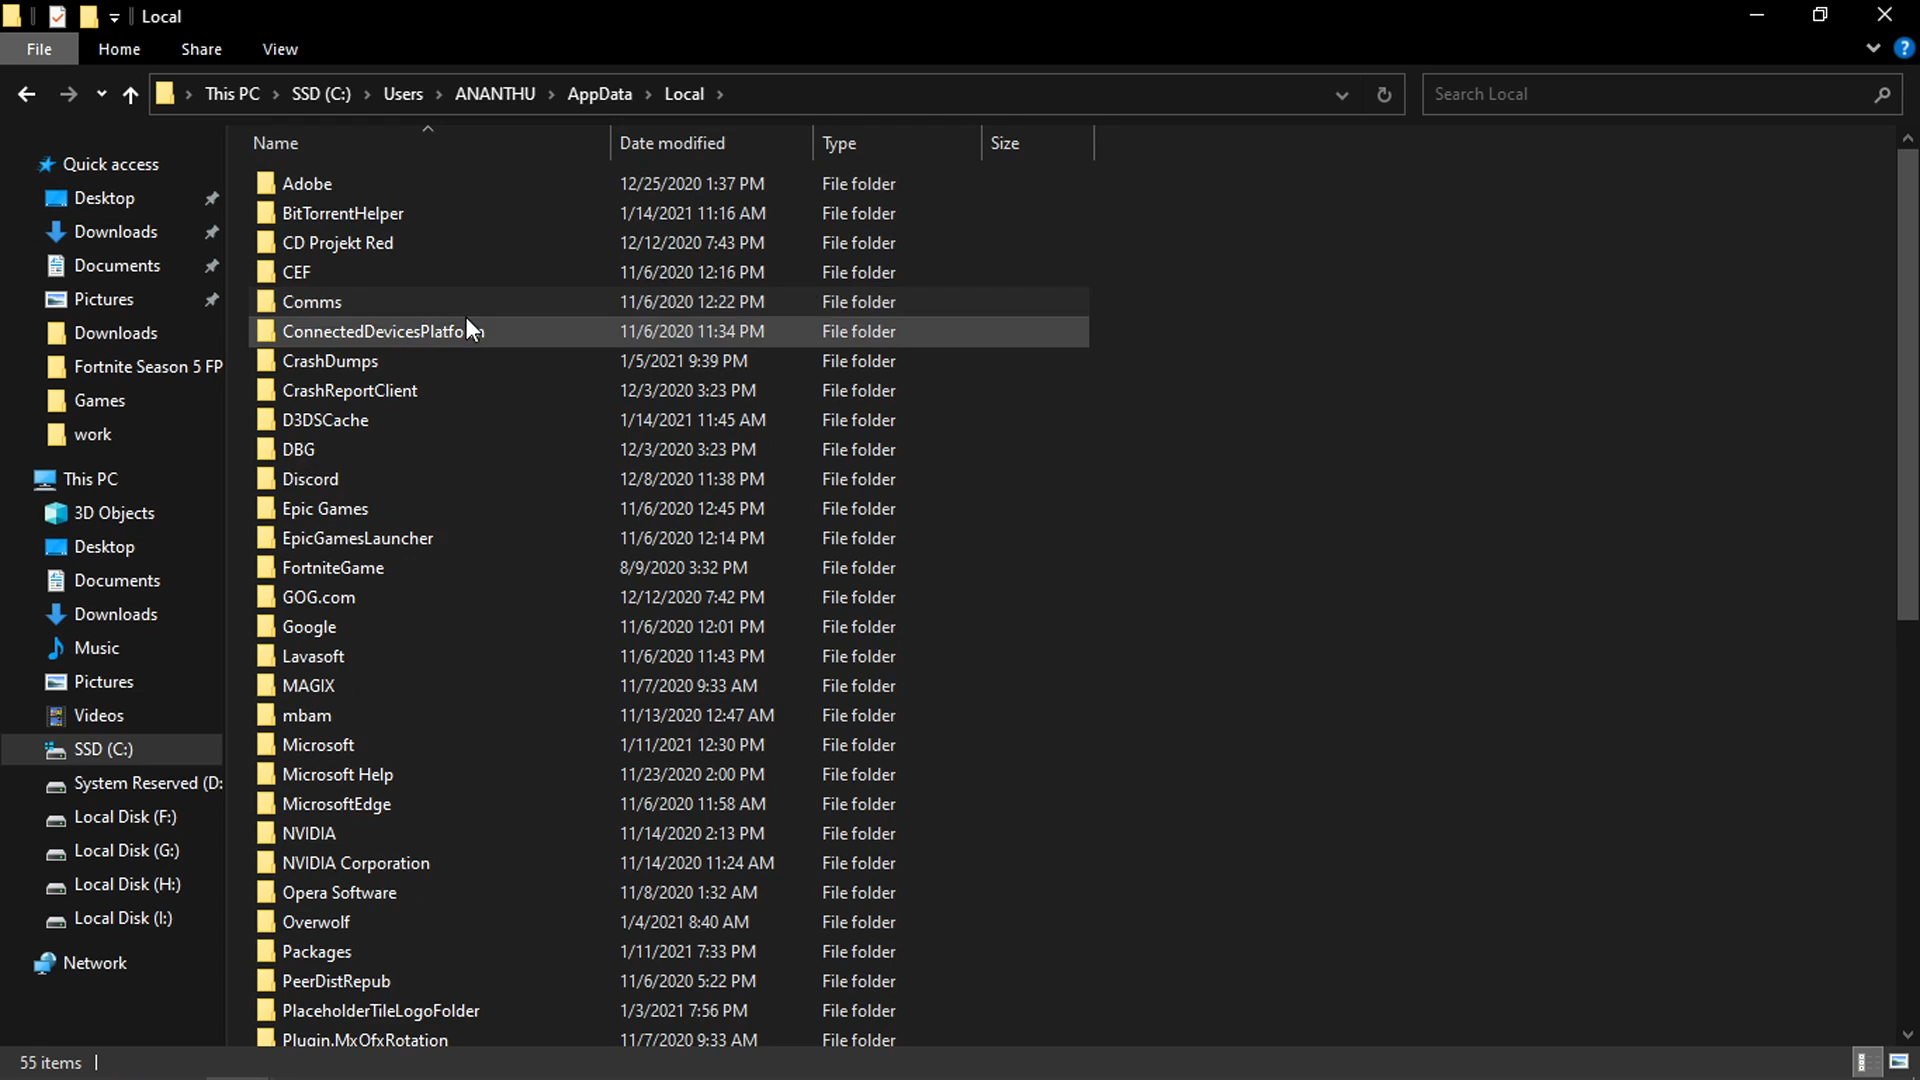 Local
File Home Share View
This PC > SSD (C:) > Users > ANANTHU > AppData > Local >
Search Local
Name Date modified Type Size
Quick access
Desktop
Downloads
Documents
Pictures
Downloads
Fortnite Season 5 FP
Games
work
This PC
3D Objects
Desktop
Documents
Downloads
Music
Pictures
Videos
SSD (C:)
System Reserved (D:
Local Disk (F:)
Local Disk (G:)
Local Disk (H:)
Local Disk (I:)
Network
Adobe 12/25/2020 1:37 PM File folder
BitTorrentHelper 1/14/2021 11:16 AM File folder
CD Projekt Red 12/12/2020 7:43 PM File folder
CEF 11/6/2020 12:16 PM File folder
Comms 11/6/2020 12:22 PM File folder
ConnectedDevicesPlatform 11/6/2020 11:34 PM File folder
CrashDumps 1/5/2021 9:39 PM File folder
CrashReportClient 12/3/2020 3:23 PM File folder
D3DSCache 1/14/2021 11:45 AM File folder
DBG 12/3/2020 3:23 PM File folder
Discord 12/8/2020 11:38 PM File folder
Epic Games 11/6/2020 12:45 PM File folder
EpicGamesLauncher 11/6/2020 12:14 PM File folder
FortniteGame 8/9/2020 3:32 PM File folder
GOG.com 12/12/2020 7:42 PM File folder
Google 11/6/2020 12:01 PM File folder
Lavasoft 11/6/2020 11:43 PM File folder
MAGIX 11/7/2020 9:33 AM File folder
mbam 11/13/2020 12:47 AM File folder
Microsoft 1/11/2021 12:30 PM File folder
Microsoft Help 11/23/2020 2:00 PM File folder
MicrosoftEdge 11/6/2020 11:58 AM File folder
NVIDIA 11/14/2020 2:13 PM File folder
NVIDIA Corporation 11/14/2020 11:24 AM File folder
Opera Software 11/8/2020 1:32 AM File folder
Overwolf 1/4/2021 8:40 AM File folder
Packages 1/11/2021 7:33 PM File folder
PeerDistRepub 11/6/2020 5:22 PM File folder
PlaceholderTileLogoFolder 1/3/2021 7:56 PM File folder
Plugin.MxOfxRotation 11/7/2020 9:33 AM File folder
55 items